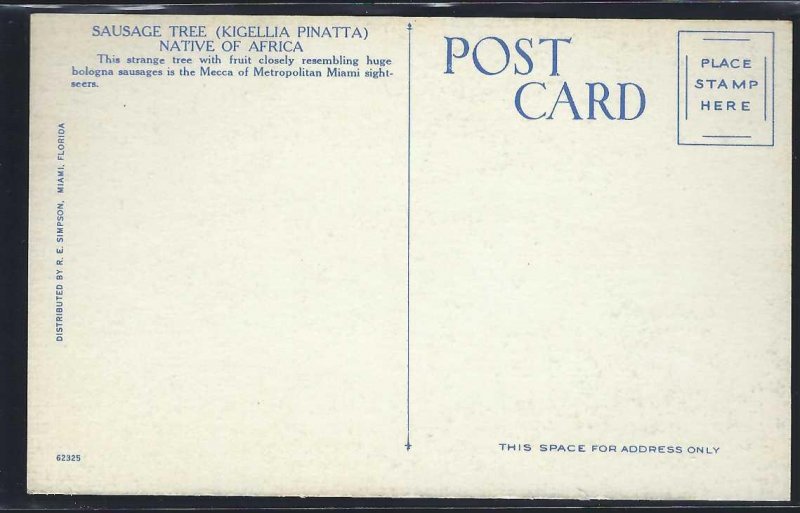 SAUSAGE TREE (KIGELLIA PINATTA)
NATIVE OF AFRICA
This strange tree with fruit closely resembling huge
bologna sausages is the Mecca of Metropolitan Miami sight-
seers.
DISTRIBUTED BY R. E. SIMPSON, MIAMI, FLORIDA
62325
POST
CARD
PLACE
STAMP
HERE
THIS SPACE FOR ADDRESS ONLY